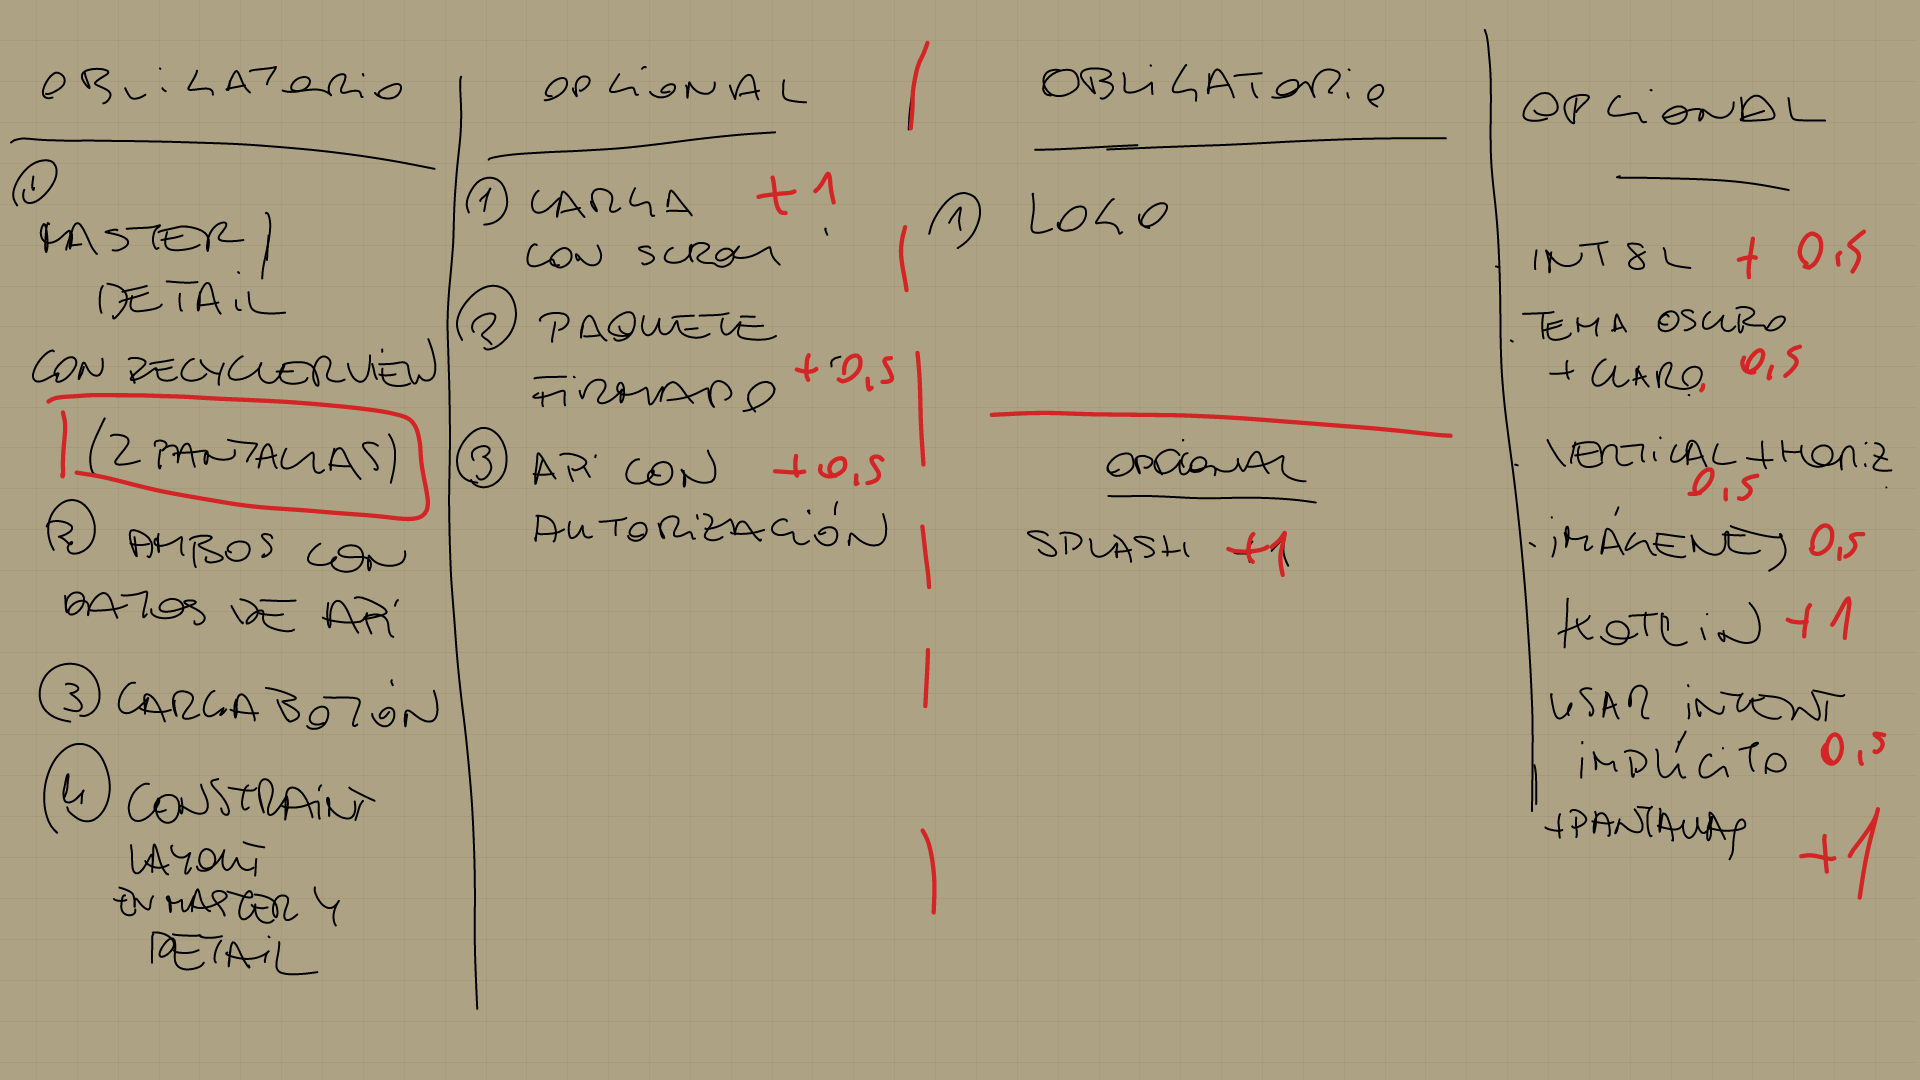 OBLIGATORIO
①
MASTER /
DETAIL
CON RECYCLERVIEW
(2 PANTALLAS)
② AMBOS CON
DATOS DE API
③ CARGA BOTÓN
④ CONSTRAINT
LAYOUT
EN MASTER Y
DETAIL
OPCIONAL
① CARGA +1
CON SCROLL
② PAQUETE
FIRMADO +0,5
③ API CON +0,5
AUTORIZACIÓN
OBLIGATORIO
① LOGO
OPCIONAL
SPLASH +1
OPCIONAL
· INT8L + 0,5
· TEMA OSCURO
+ CLARO 0,5
· VERTICAL + HORIZ.
0,5
· IMÁGENES 0,5
KOTLIN +1
USAR INTENT
IMPLÍCITO 0,5
+PANTALLAS
+1